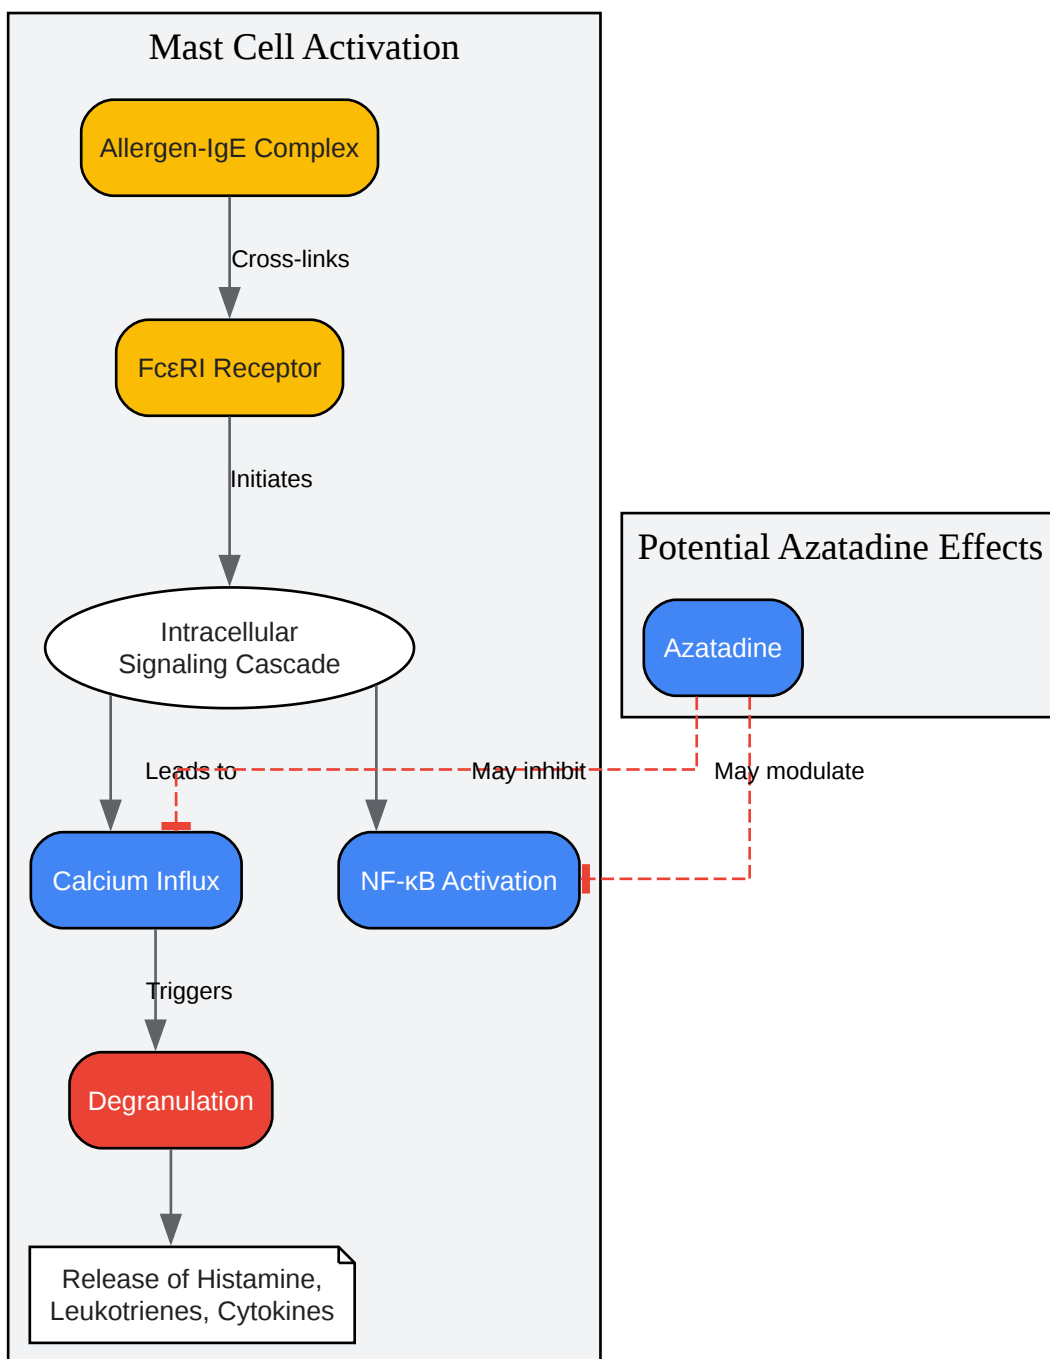 Mast Cell Activation
Allergen-IgE Complex
Cross-links
FcεRI Receptor
Initiates
Potential Azatadine Effects
Intracellular
Signaling Cascade
Azatadine
Leads to
May inhibit
May modulate
Calcium Influx
NF-κB Activation
Triggers
Degranulation
Release of Histamine,
Leukotrienes, Cytokines